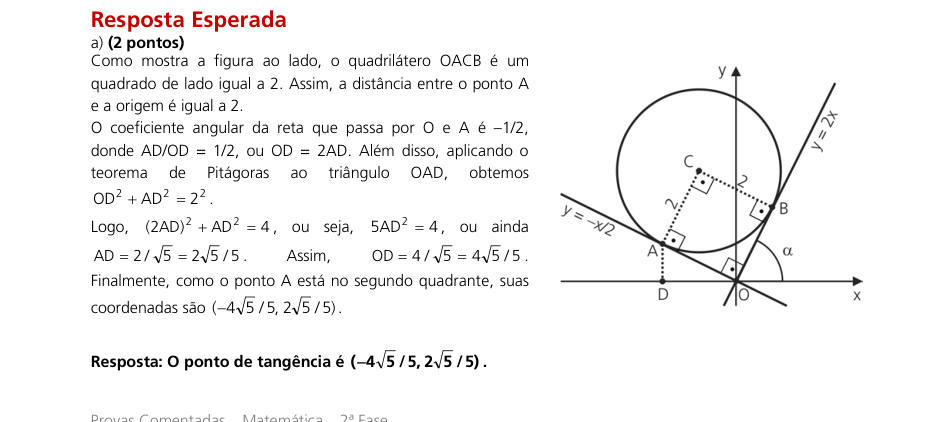 Resposta Esperada
a) (2 pontos)
Como mostra a figura ao lado, o quadrilátero OACB é um
quadrado de lado igual a 2. Assim, a distância entre o ponto A
e a origem é igual a 2.
O coeficiente angular da reta que passa por O e A é –1/2,
donde AD/OD = 1/2, ou OD = 2AD. Além disso, aplicando o
teorema de Pitágoras ao triângulo OAD, obtemos
OD² + AD² = 2².
Logo, (2AD)² + AD² = 4, ou seja, 5AD² = 4, ou ainda
AD = 2/√5 = 2√5/5. Assim, OD = 4/√5 = 4√5/5.
Finalmente, como o ponto A está no segundo quadrante, suas
coordenadas são (–4√5/5, 2√5/5).
Resposta: O ponto de tangência é (–4√5/5, 2√5/5).
y
y = 2x
C
2
2
B
y = –x/2
A
α
D
O
x
Provas Comentadas Matemática 2ª Fase